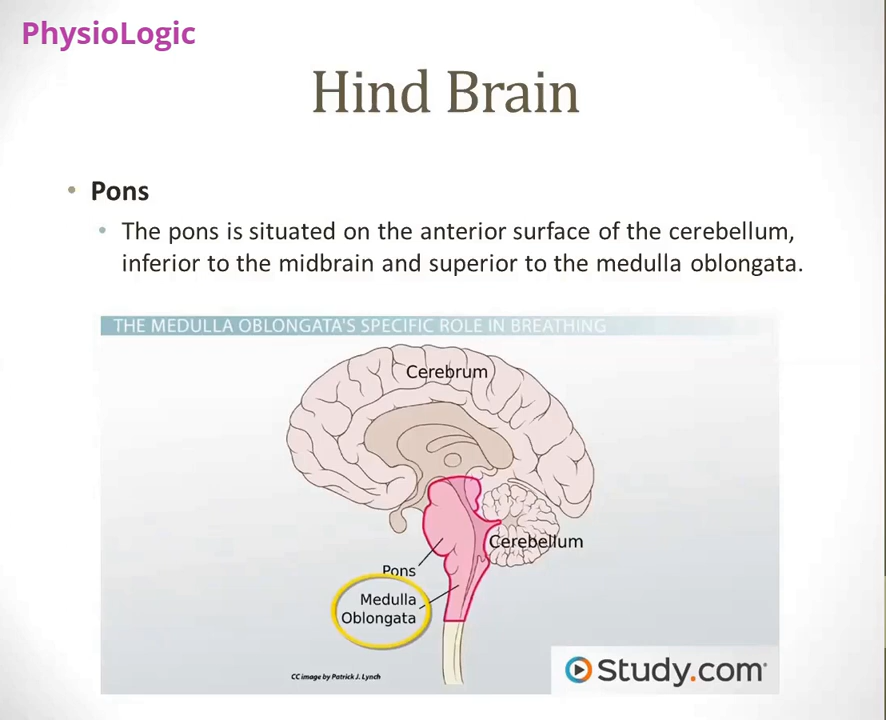 PhysioLogic
Hind Brain
• Pons
• The pons is situated on the anterior surface of the cerebellum,
inferior to the midbrain and superior to the medulla oblongata.
THE MEDULLA OBLONGATA'S SPECIFIC ROLE IN BREATHING
Cerebrum
Cerebellum
Pons
Medulla
Oblongata
CC image by Patrick J. Lynch
Study.com